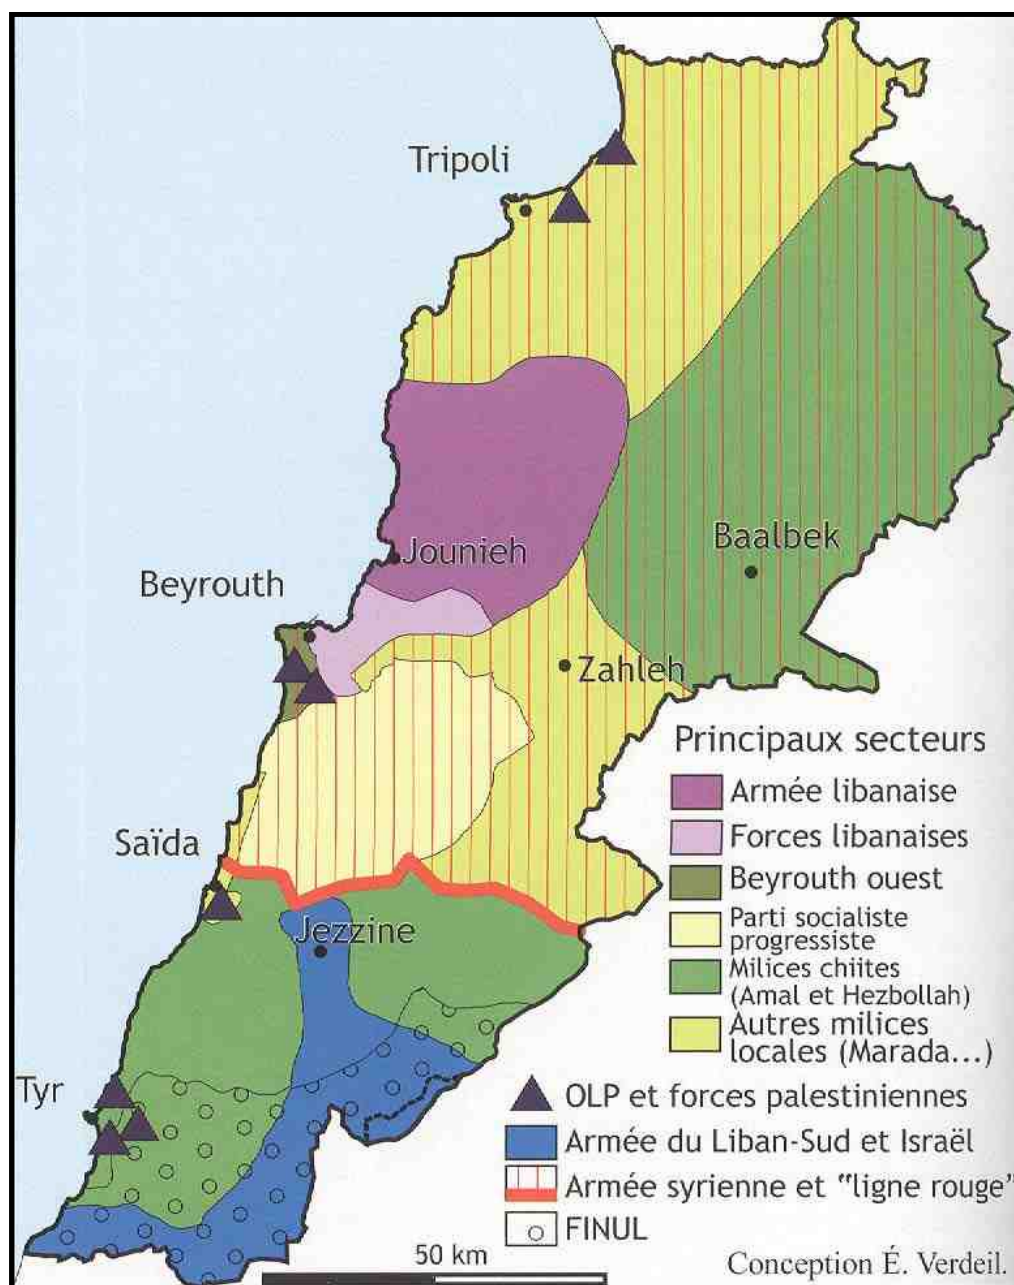 Tripoli
Jounieh
Baalbek
Beyrouth
Zahleh
Saïda
Jezzine
Tyr
Principaux secteurs
Armée libanaise
Forces libanaises
Beyrouth ouest
Parti socialiste
progressiste
Milices chiites
(Amal et Hezbollah)
Autres milices
locales (Marada...)
OLP et forces palestiniennes
Armée du Liban-Sud et Israël
Armée syrienne et "ligne rouge"
FINUL
50 km
Conception É. Verdeil.